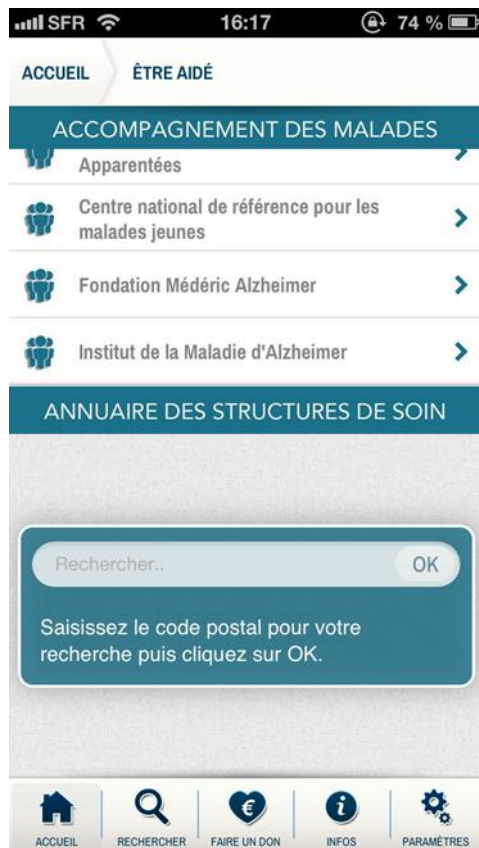 SFR 16:17 74 %
ACCUEIL ÊTRE AIDÉ
ACCOMPAGNEMENT DES MALADES
Apparentées
Centre national de référence pour les
malades jeunes
Fondation Médéric Alzheimer
Institut de la Maladie d'Alzheimer
ANNUAIRE DES STRUCTURES DE SOIN
Rechercher.. OK
Saisissez le code postal pour votre
recherche puis cliquez sur OK.
ACCUEIL RECHERCHER FAIRE UN DON INFOS PARAMÈTRES